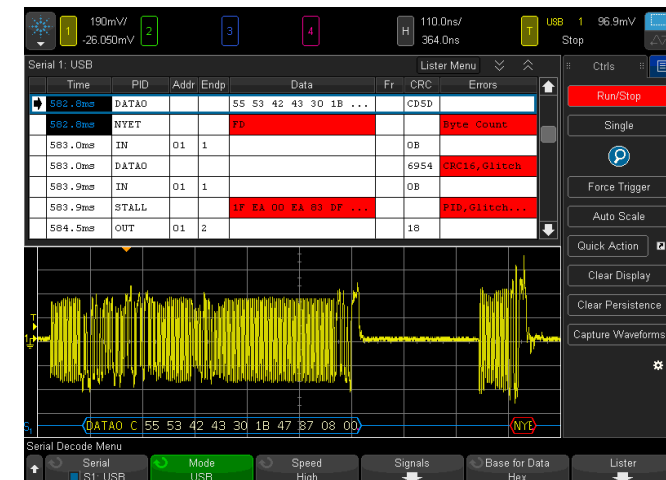 1 190mV/ -26.050mV 2 3 4 H 110.0ns/ 364.0ns T USB 1 96.9mV Stop
Serial 1: USB Lister Menu Ctrls
Time PID Addr Endp Data Fr CRC Errors
582.8ms DATA0 55 53 42 43 30 1B ... CD5D
582.8ms NYET FD Byte Count
583.0ms IN 01 1 0B
583.0ms DATA0 6954 CRC16,Glitch
583.9ms IN 01 1 0B
583.9ms STALL 1F EA 00 EA 83 DF ... PID,Glitch...
584.5ms OUT 01 2 18
Run/Stop
Single
Force Trigger
Auto Scale
Quick Action
Clear Display
Clear Persistence
Capture Waveforms
T
1
S1 DATA0 C 55 53 42 43 30 1B 47 87 08 00 NYE
Serial Decode Menu
Serial Mode Speed Signals Base for Data Lister
S1: USB USB High Hex